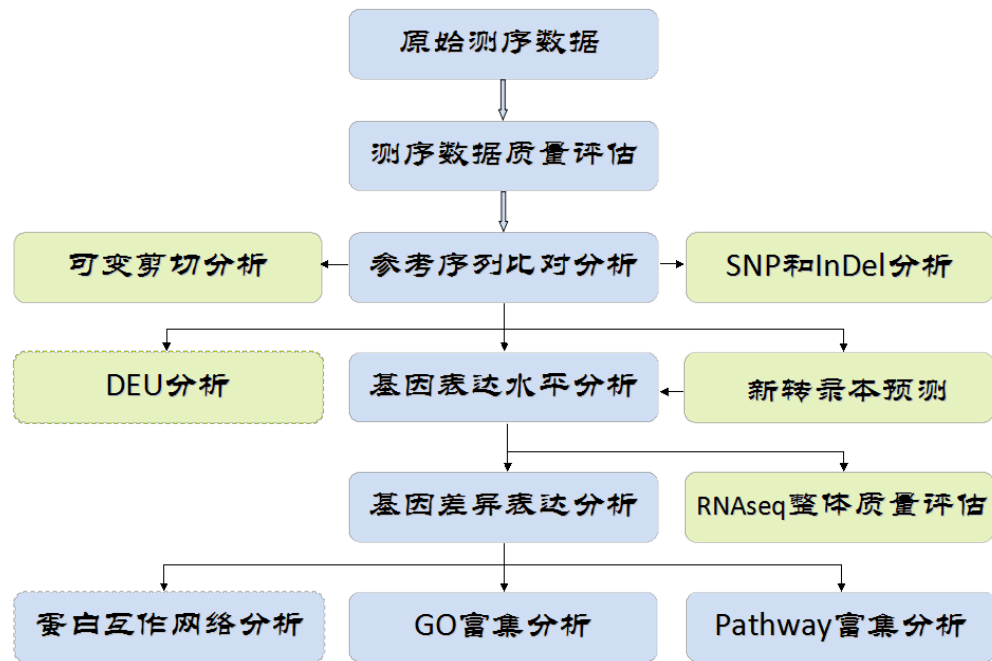 原始测序数据
测序数据质量评估
可变剪切分析
参考序列比对分析
SNP和InDel分析
DEU分析
基因表达水平分析
新转录本预测
基因差异表达分析
RNAseq整体质量评估
蛋白互作网络分析
GO富集分析
Pathway富集分析